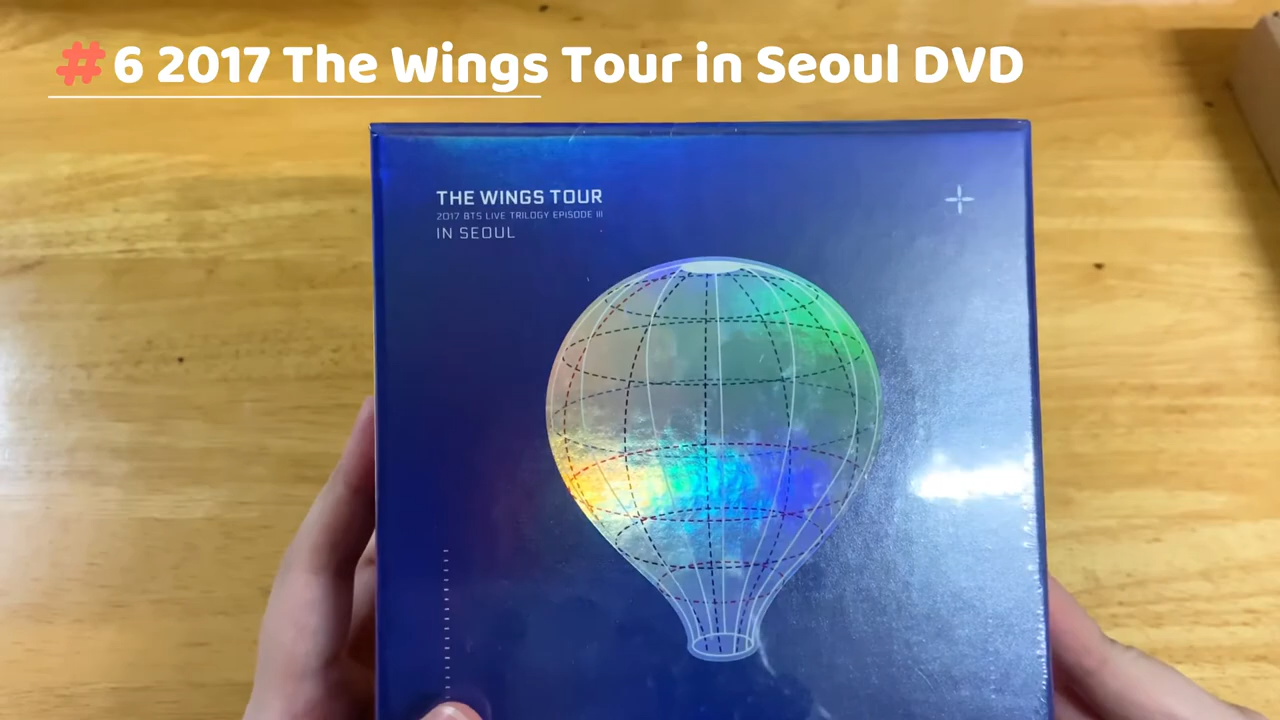 #6 2017 The Wings Tour in Seoul DVD
THE WINGS TOUR
2017 BTS LIVE TRILOGY EPISODE III
IN SEOUL